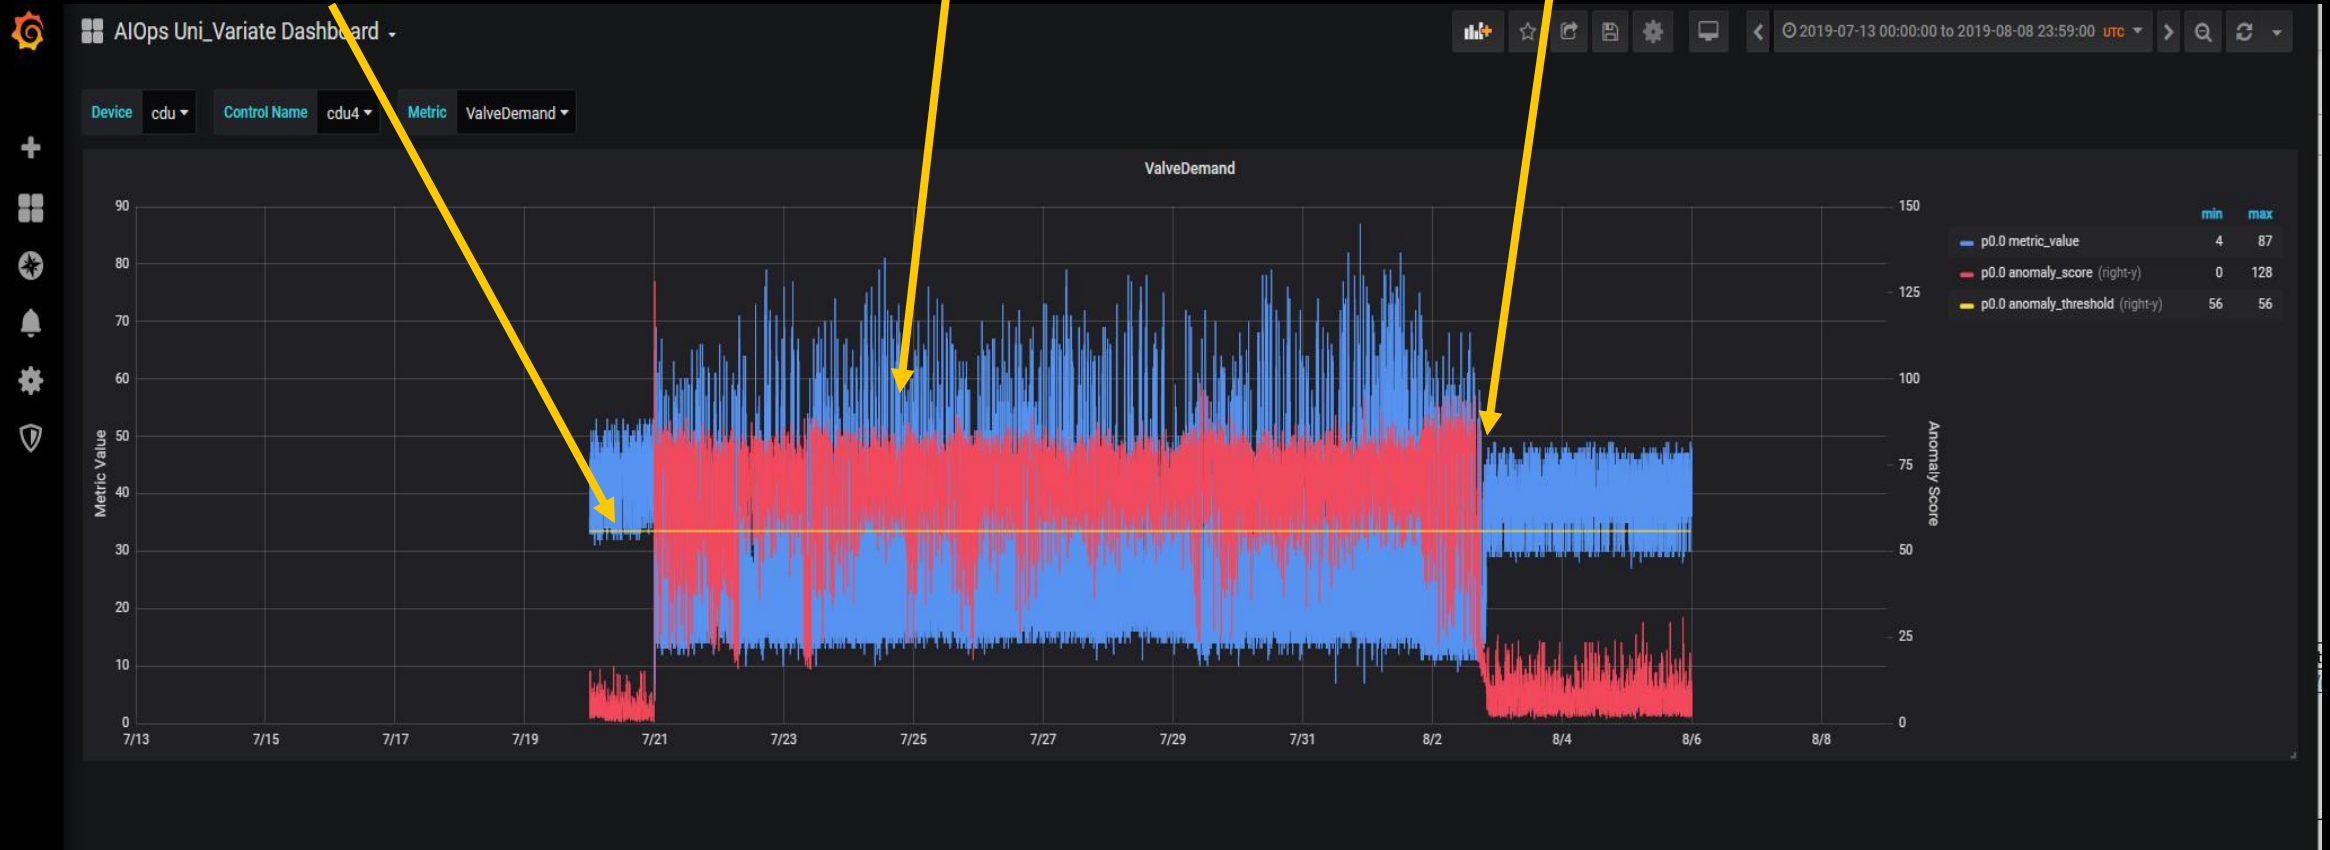 AIOps Uni_Variate Dashboard
2019-07-13 00:00:00 to 2019-08-08 23:59:00 UTC
Device cdu Control Name cdu4 Metric ValveDemand
ValveDemand
Metric Value
90
80
70
60
50
40
30
20
10
0
7/13 7/15 7/17 7/19 7/21 7/23 7/25 7/27 7/29 7/31 8/2 8/4 8/6 8/8
150
125
100
75
50
25
0
Anomaly Score
min max
p0.0 metric_value 4 87
p0.0 anomaly_score (right-y) 0 128
p0.0 anomaly_threshold (right-y) 56 56